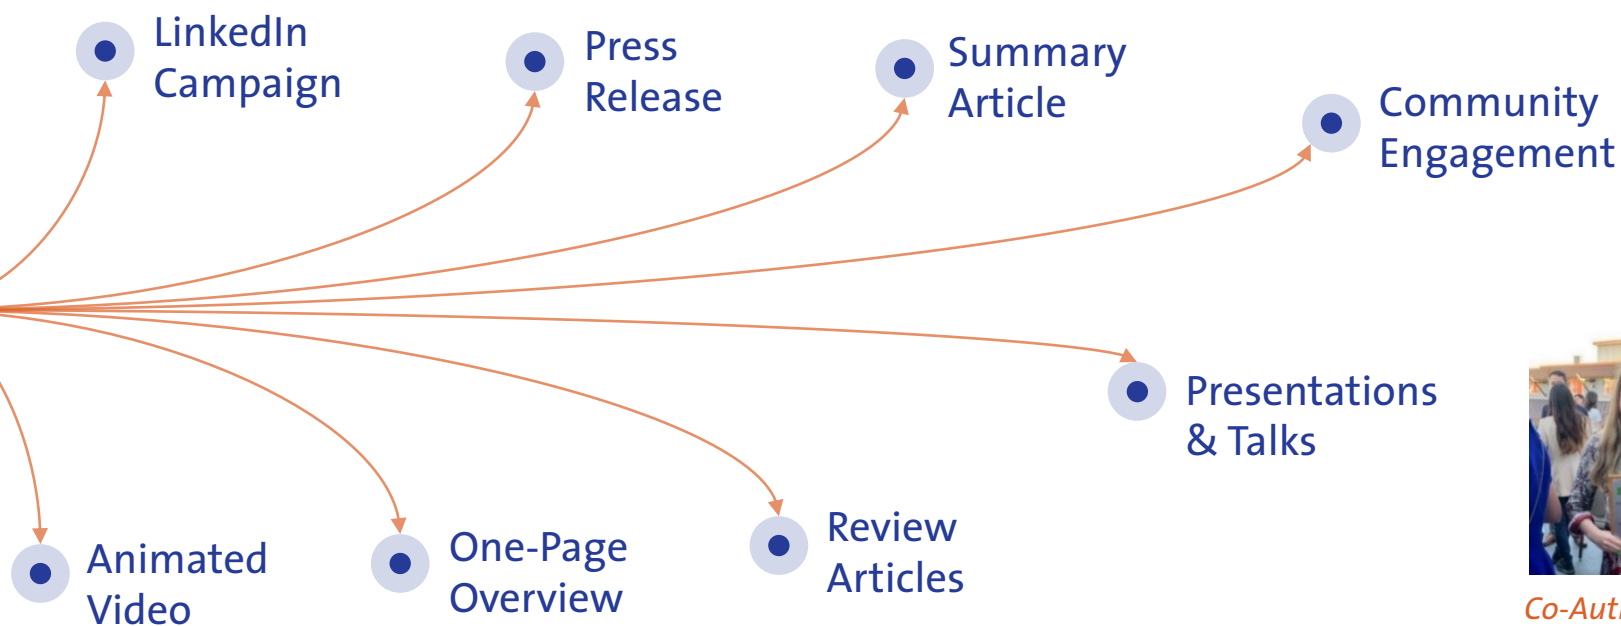 LinkedIn
Campaign
Press
Release
Summary
Article
Community
Engagement
Presentations
& Talks
Animated
Video
One-Page
Overview
Review
Articles